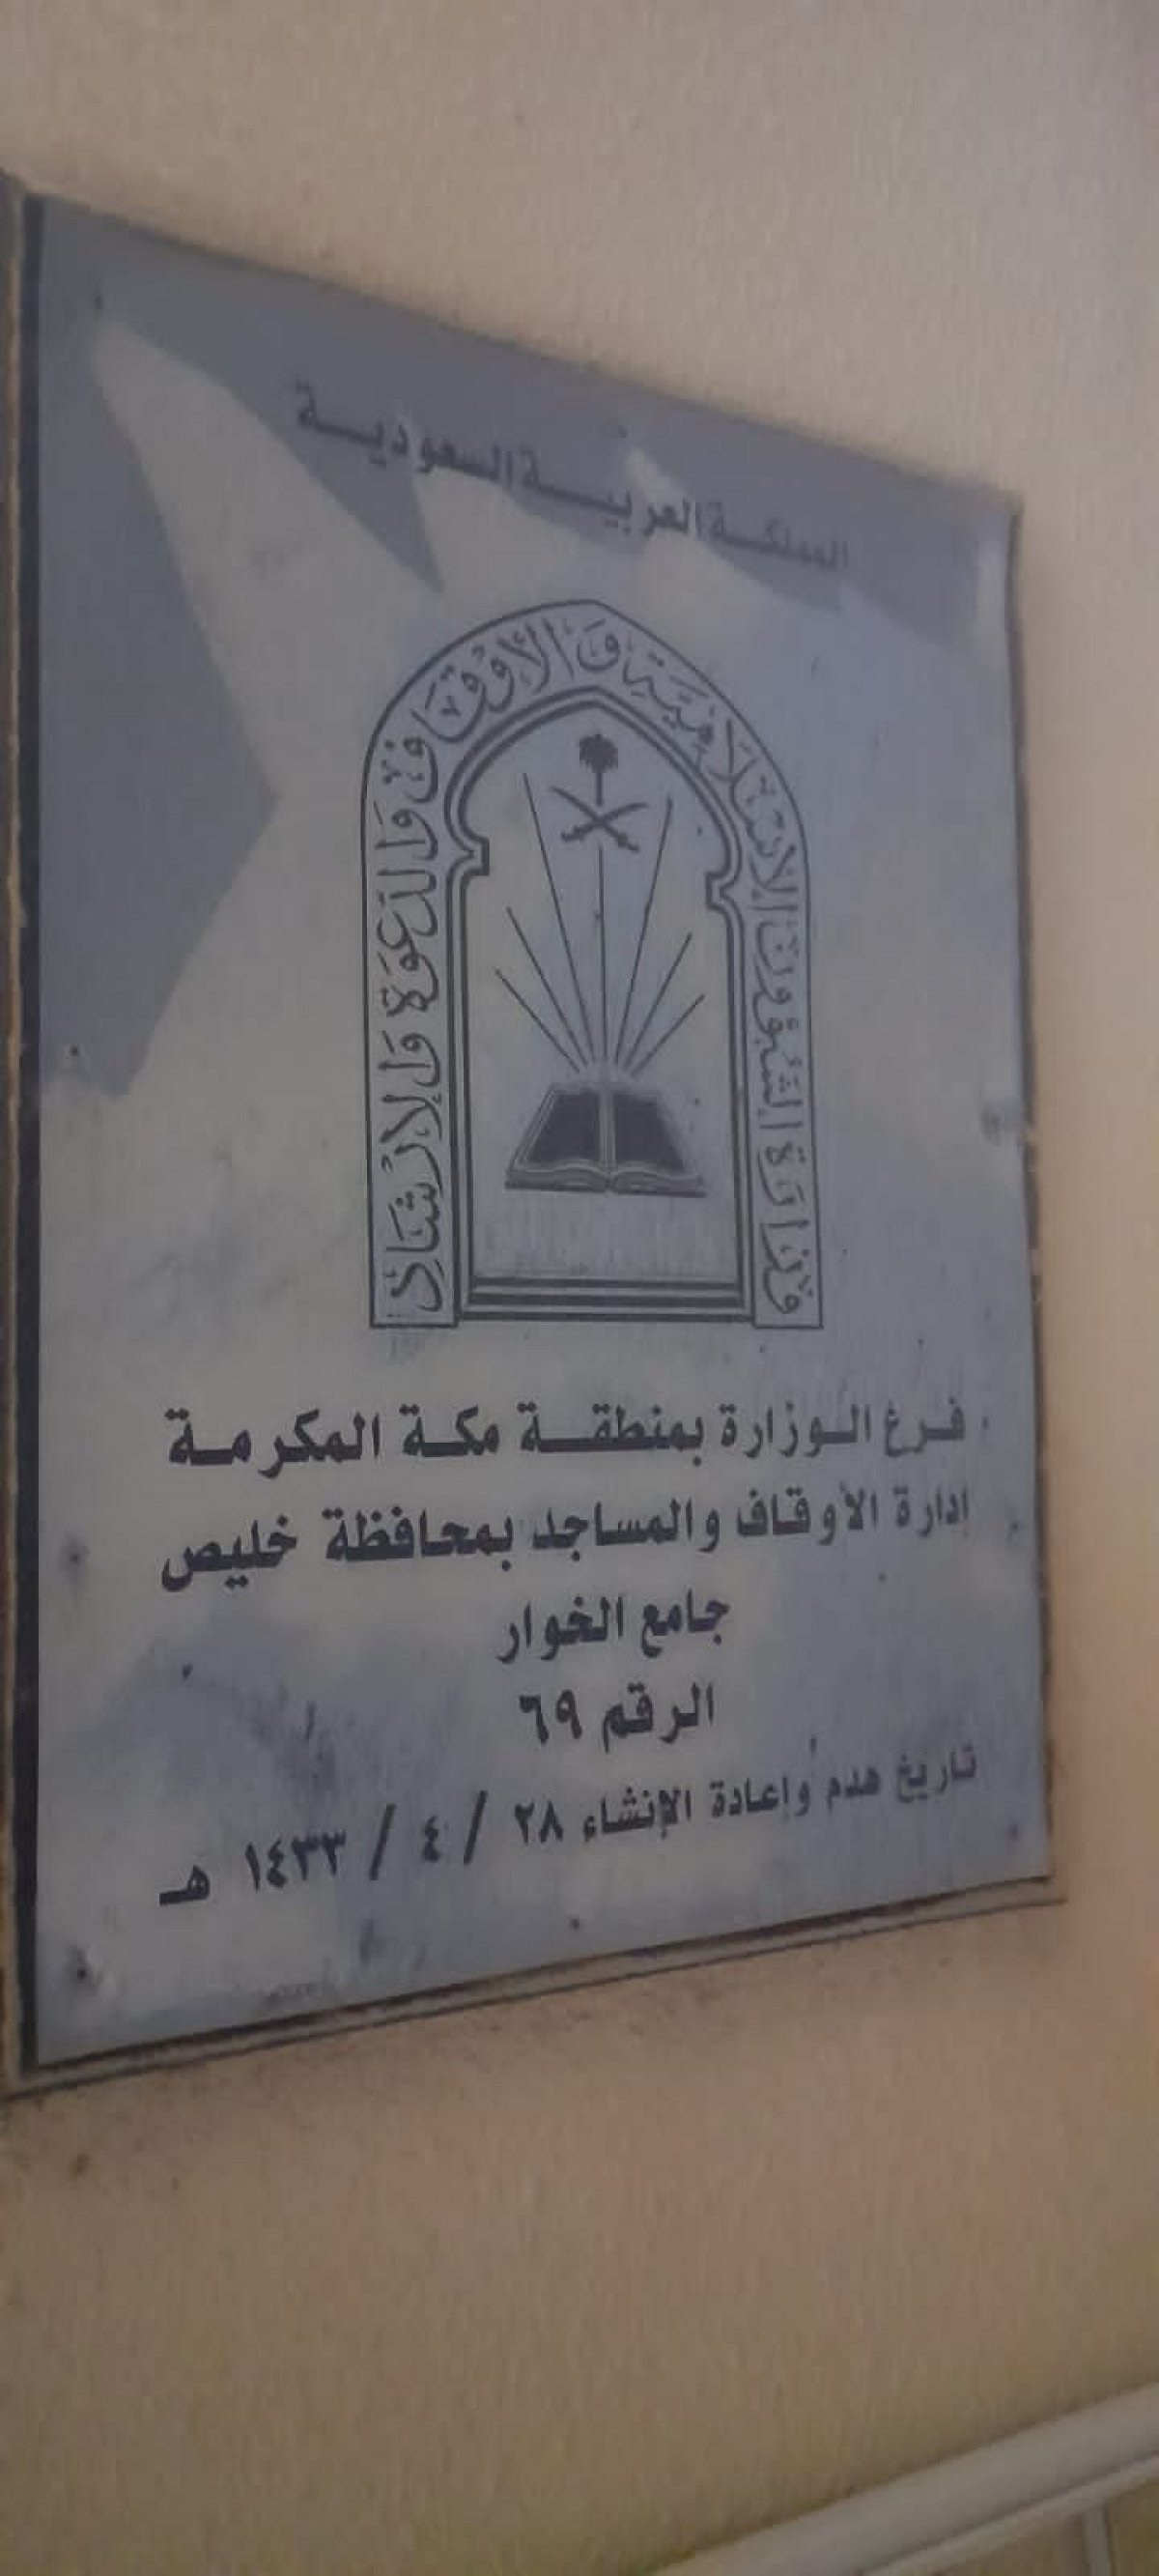 المملكة العربية السعودية
وزارة الشئون الإسلامية والأوقاف والدعوة والإرشاد
فرع الوزارة بمنطقة مكة المكرمة
إدارة الأوقاف والمساجد بمحافظة خليص
جامع الخوار
الرقم ٦٩
تاريخ هدم وإعادة الإنشاء ٢٨ / ٤ / ١٤٣٣ هـ